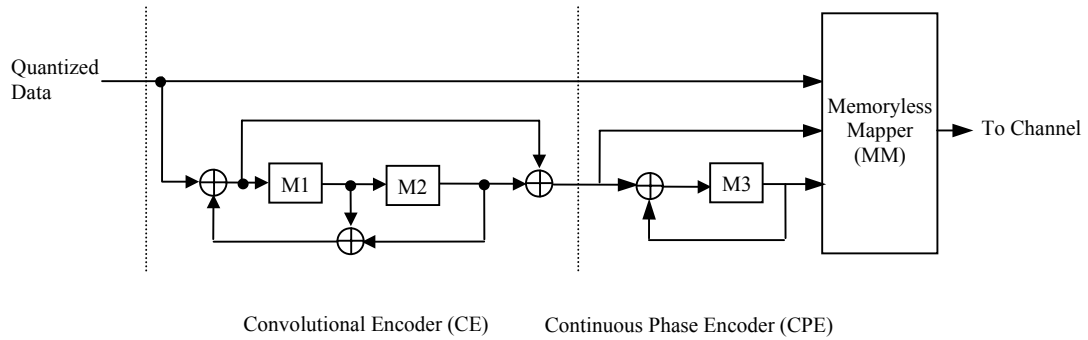 Quantized
Data
M1
M2
M3
Memoryless
Mapper
(MM)
To Channel
Convolutional Encoder (CE)
Continuous Phase Encoder (CPE)